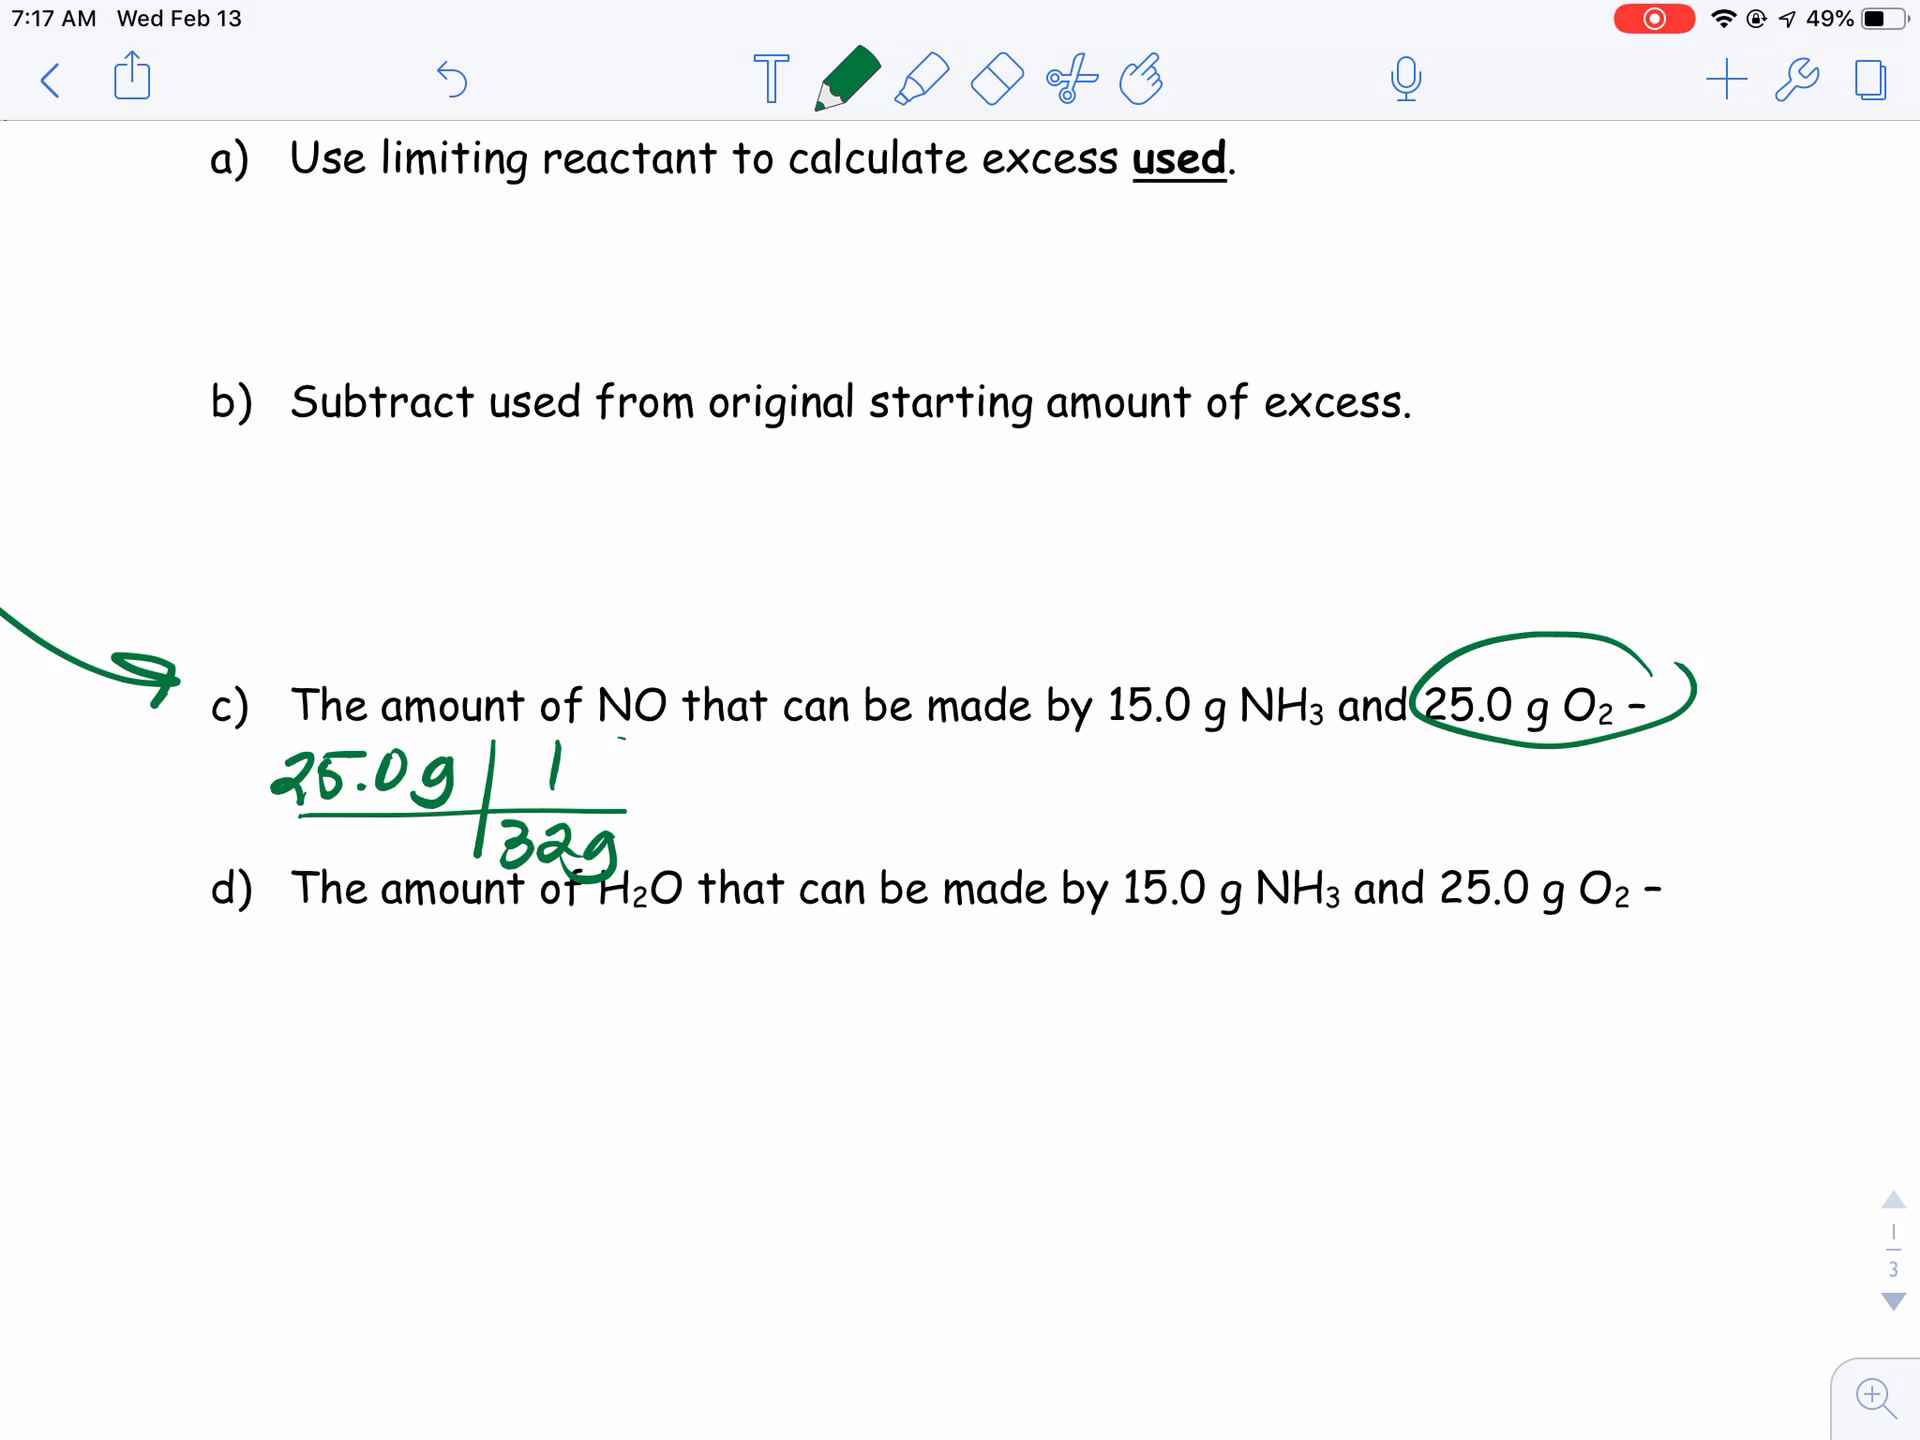 7:17 AM Wed Feb 13 49%
T
a) Use limiting reactant to calculate excess used.
b) Subtract used from original starting amount of excess.
c) The amount of NO that can be made by 15.0 g NH₃ and 25.0 g O₂ –
25.0g | 1
32g
d) The amount of H₂O that can be made by 15.0 g NH₃ and 25.0 g O₂ –
1
3